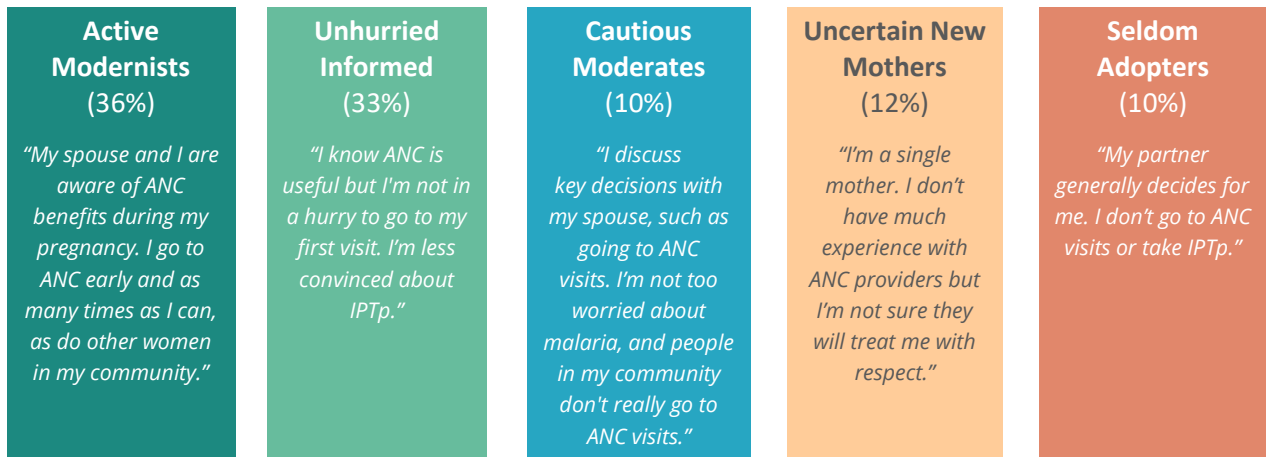 Active
Modernists
(36%)
“My spouse and I are
aware of ANC
benefits during my
pregnancy. I go to
ANC early and as
many times as I can,
as do other women
in my community.”
Unhurried
Informed
(33%)
“I know ANC is
useful but I'm not in
a hurry to go to my
first visit. I’m less
convinced about
IPTp.”
Cautious
Moderates
(10%)
“I discuss
key decisions with
my spouse, such as
going to ANC
visits. I’m not too
worried about
malaria, and people
in my community
don't really go to
ANC visits.”
Uncertain New
Mothers
(12%)
“I’m a single
mother. I don’t
have much
experience with
ANC providers but
I’m not sure they
will treat me with
respect.”
Seldom
Adopters
(10%)
“My partner
generally decides for
me. I don’t go to ANC
visits or take IPTp.”